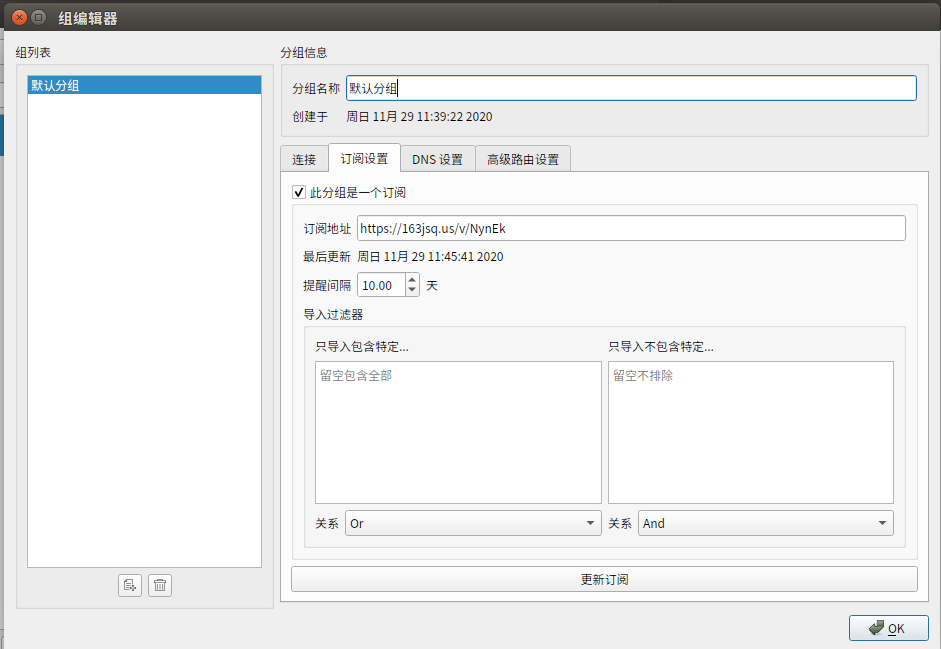 组编辑器
组列表
默认分组
分组信息
分组名称 默认分组
创建于 周日 11月 29 11:39:22 2020
连接 订阅设置 DNS 设置 高级路由设置
此分组是一个订阅
订阅地址 https://163jsq.us/v/NynEk
最后更新 周日 11月 29 11:45:41 2020
提醒间隔 10.00 天
导入过滤器
只导入包含特定... 只导入不包含特定...
留空包含全部 留空不排除
关系 Or 关系 And
更新订阅
OK